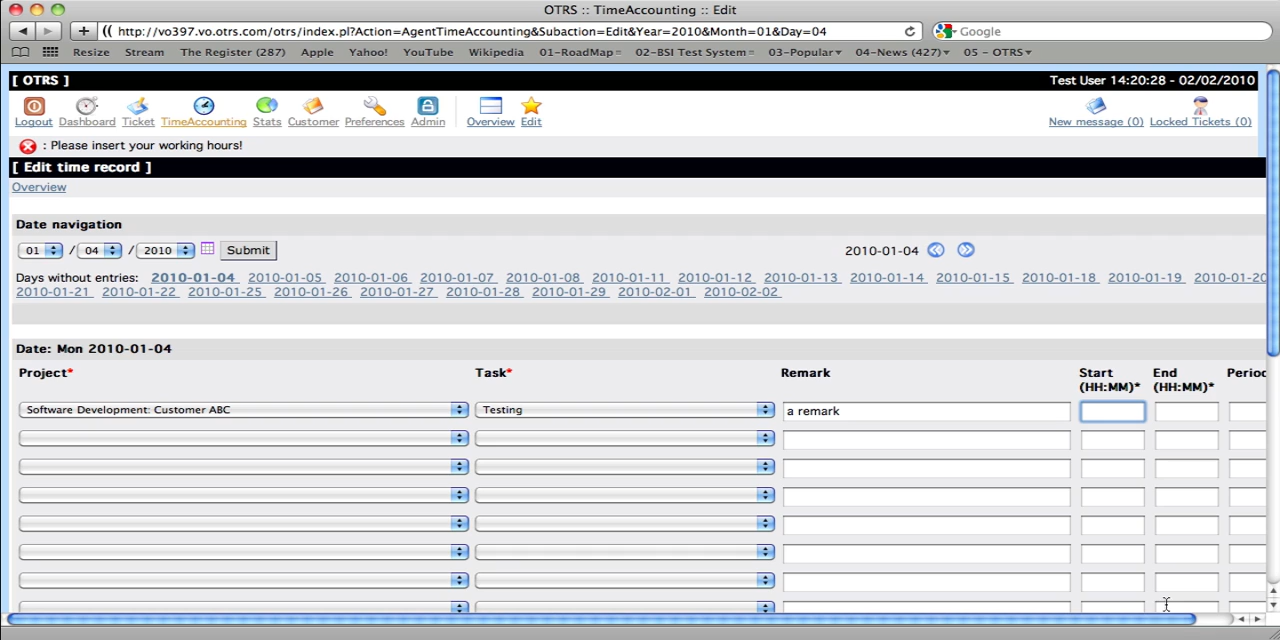 OTRS :: TimeAccounting :: Edit
http://vo397.vo.otrs.com/otrs/index.pl?Action=AgentTimeAccounting&Subaction=Edit&Year=2010&Month=01&Day=04 Google
Resize Stream The Register (287) Apple Yahoo! YouTube Wikipedia 01-RoadMap 02-BSI Test System 03-Popular 04-News (427) 05 - OTRS
[ OTRS ] Test User 14:20:28 - 02/02/2010
Logout Dashboard Ticket TimeAccounting Stats Customer Preferences Admin Overview Edit New message (0) Locked Tickets (0)
: Please insert your working hours!
[ Edit time record ]
Overview
Date navigation
01 / 04 / 2010 Submit 2010-01-04
Days without entries: 2010-01-04 2010-01-05 2010-01-06 2010-01-07 2010-01-08 2010-01-11 2010-01-12 2010-01-13 2010-01-14 2010-01-15 2010-01-18 2010-01-19 2010-01-20
2010-01-21 2010-01-22 2010-01-25 2010-01-26 2010-01-27 2010-01-28 2010-01-29 2010-02-01 2010-02-02
Date: Mon 2010-01-04
Project* Task* Remark Start (HH:MM)* End (HH:MM)* Period
Software Development: Customer ABC Testing a remark